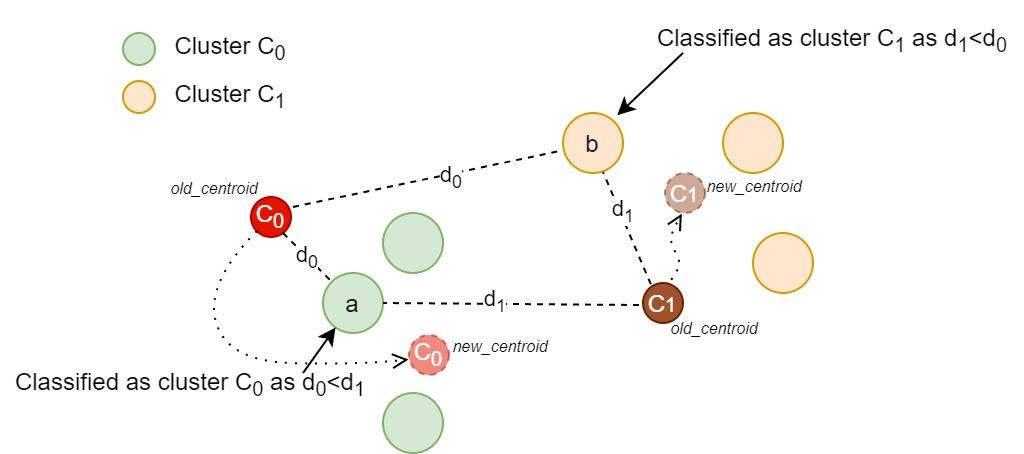 Classified as cluster C₁ as d₁<d₀
Cluster C₀
Cluster C₁
b
d₀
old_centroid
C₁
new_centroid
C₀
d₁
d₀
a
d₁
C₁
old_centroid
C₀
new_centroid
Classified as cluster C₀ as d₀<d₁